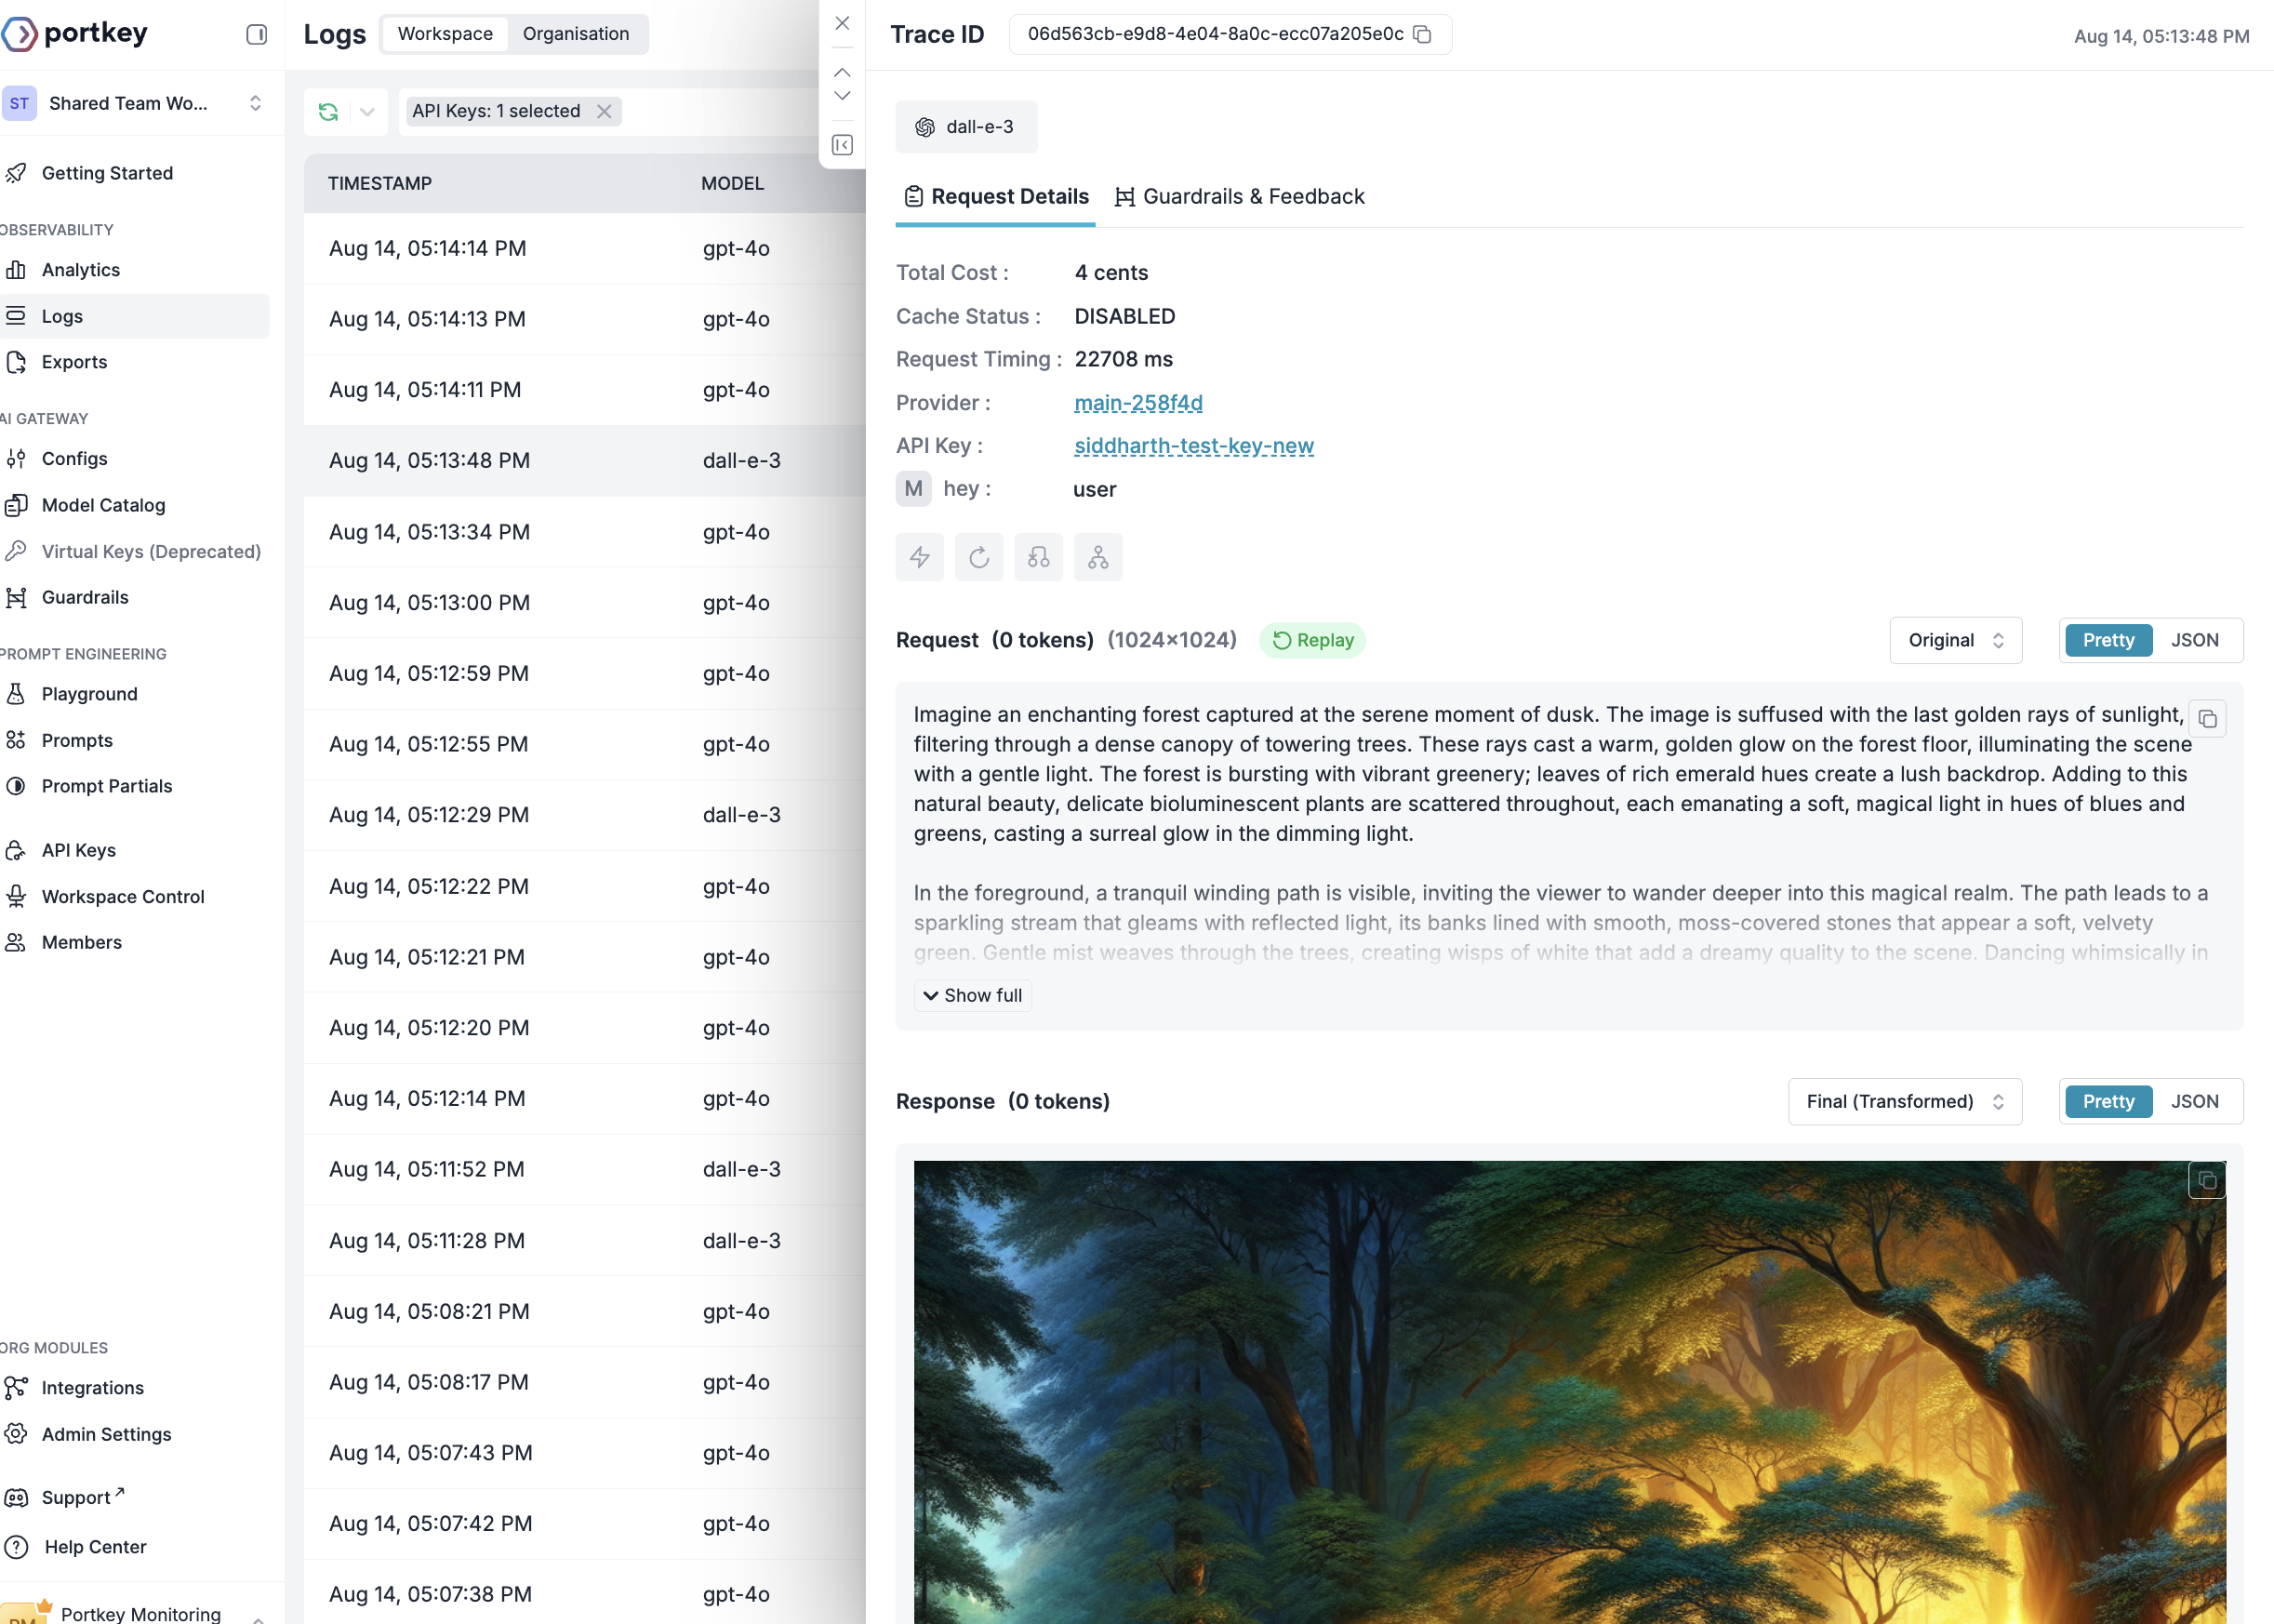 portkey
ST Shared Team Wo...
Getting Started
OBSERVABILITY
Analytics
Logs
Exports
AI GATEWAY
Configs
Model Catalog
Virtual Keys (Deprecated)
Guardrails
PROMPT ENGINEERING
Playground
Prompts
Prompt Partials
API Keys
Workspace Control
Members
ORG MODULES
Integrations
Admin Settings
Support
Help Center
Portkey Monitoring
Logs Workspace Organisation
API Keys: 1 selected
TIMESTAMP MODEL
Aug 14, 05:14:14 PM gpt-4o
Aug 14, 05:14:13 PM gpt-4o
Aug 14, 05:14:11 PM gpt-4o
Aug 14, 05:13:48 PM dall-e-3
Aug 14, 05:13:34 PM gpt-4o
Aug 14, 05:13:00 PM gpt-4o
Aug 14, 05:12:59 PM gpt-4o
Aug 14, 05:12:55 PM gpt-4o
Aug 14, 05:12:29 PM dall-e-3
Aug 14, 05:12:22 PM gpt-4o
Aug 14, 05:12:21 PM gpt-4o
Aug 14, 05:12:20 PM gpt-4o
Aug 14, 05:12:14 PM gpt-4o
Aug 14, 05:11:52 PM dall-e-3
Aug 14, 05:11:28 PM dall-e-3
Aug 14, 05:08:21 PM gpt-4o
Aug 14, 05:08:17 PM gpt-4o
Aug 14, 05:07:43 PM gpt-4o
Aug 14, 05:07:42 PM gpt-4o
Aug 14, 05:07:38 PM gpt-4o
Trace ID 06d563cb-e9d8-4e04-8a0c-ecc07a205e0c Aug 14, 05:13:48 PM
dall-e-3
Request Details Guardrails & Feedback
Total Cost : 4 cents
Cache Status : DISABLED
Request Timing : 22708 ms
Provider : main-258f4d
API Key : siddharth-test-key-new
M hey : user
Request (0 tokens) (1024x1024) Replay Original Pretty JSON
Imagine an enchanting forest captured at the serene moment of dusk. The image is suffused with the last golden rays of sunlight,
filtering through a dense canopy of towering trees. These rays cast a warm, golden glow on the forest floor, illuminating the scene
with a gentle light. The forest is bursting with vibrant greenery; leaves of rich emerald hues create a lush backdrop. Adding to this
natural beauty, delicate bioluminescent plants are scattered throughout, each emanating a soft, magical light in hues of blues and
greens, casting a surreal glow in the dimming light.
In the foreground, a tranquil winding path is visible, inviting the viewer to wander deeper into this magical realm. The path leads to a
sparkling stream that gleams with reflected light, its banks lined with smooth, moss-covered stones that appear a soft, velvety
green. Gentle mist weaves through the trees, creating wisps of white that add a dreamy quality to the scene. Dancing whimsically in
Show full
Response (0 tokens) Final (Transformed) Pretty JSON